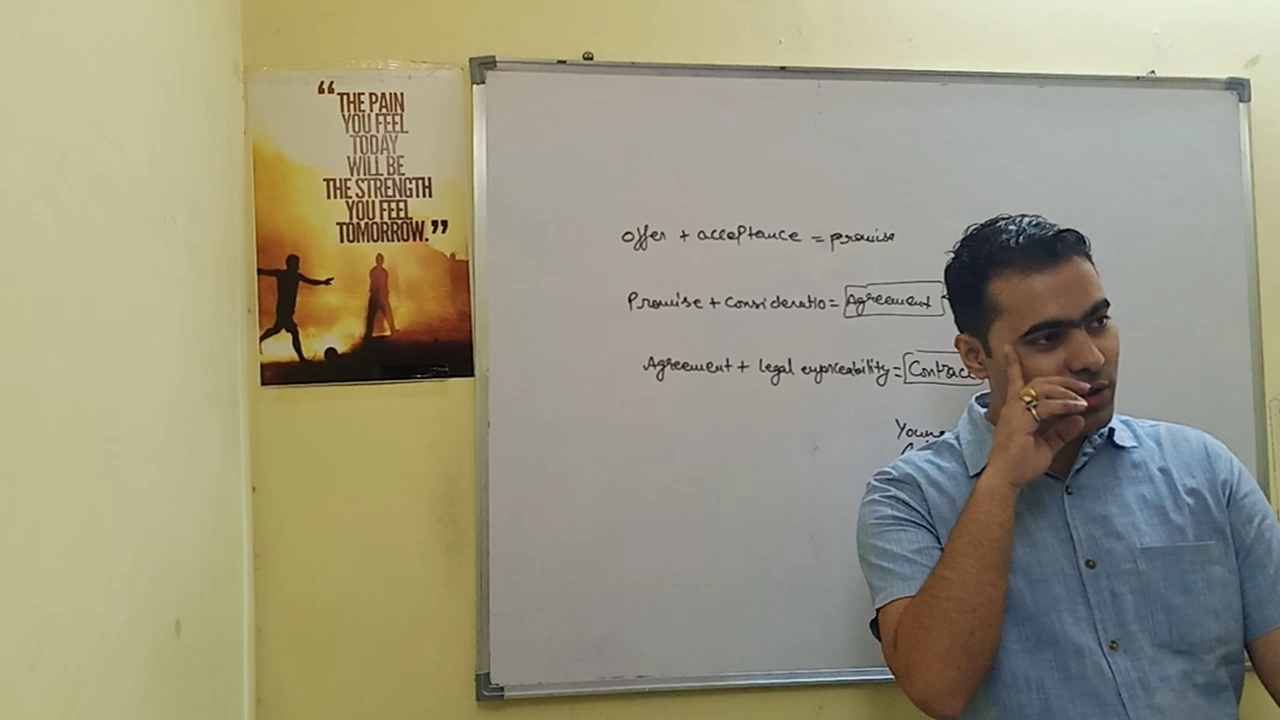 “THE PAIN
YOU FEEL
TODAY
WILL BE
THE STRENGTH
YOU FEEL
TOMORROW.”
offer + acceptance = promise
Promise + consideratio = Agreement
Agreement + legal enforceability = Contrac